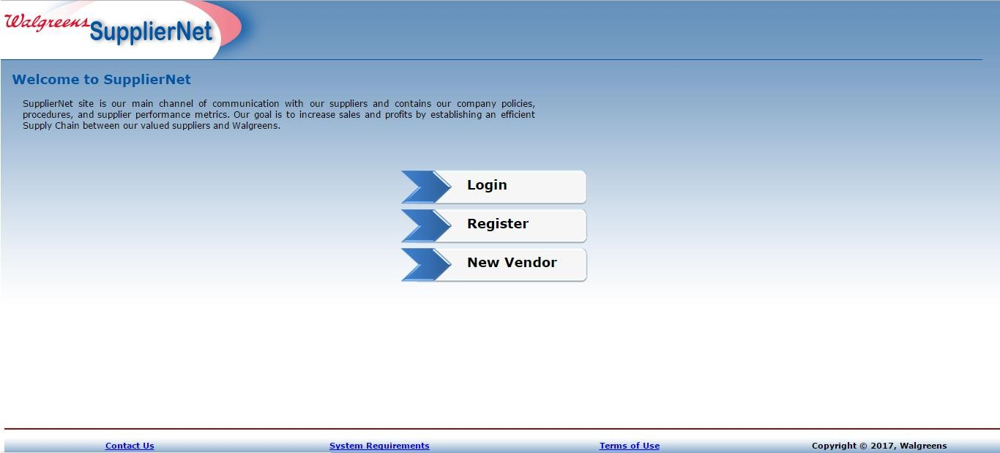 Walgreens SupplierNet
Welcome to SupplierNet
SupplierNet site is our main channel of communication with our suppliers and contains our company policies,
procedures, and supplier performance metrics. Our goal is to increase sales and profits by establishing an efficient
Supply Chain between our valued suppliers and Walgreens.
Login
Register
New Vendor
Contact Us System Requirements Terms of Use Copyright © 2017, Walgreens